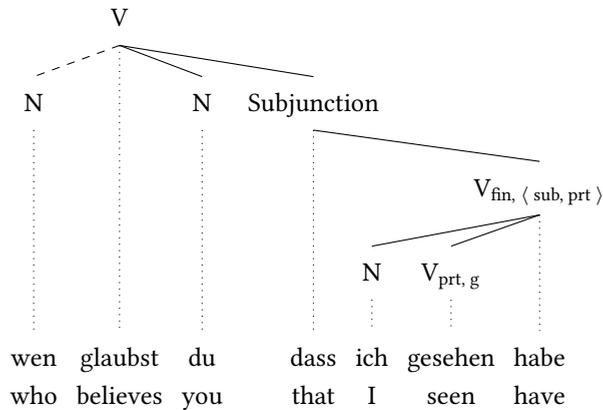 V
N N Subjunction
V fin, ⟨ sub, prt ⟩
N V prt, g
wen glaubst du dass ich gesehen habe
who believes you that I seen have